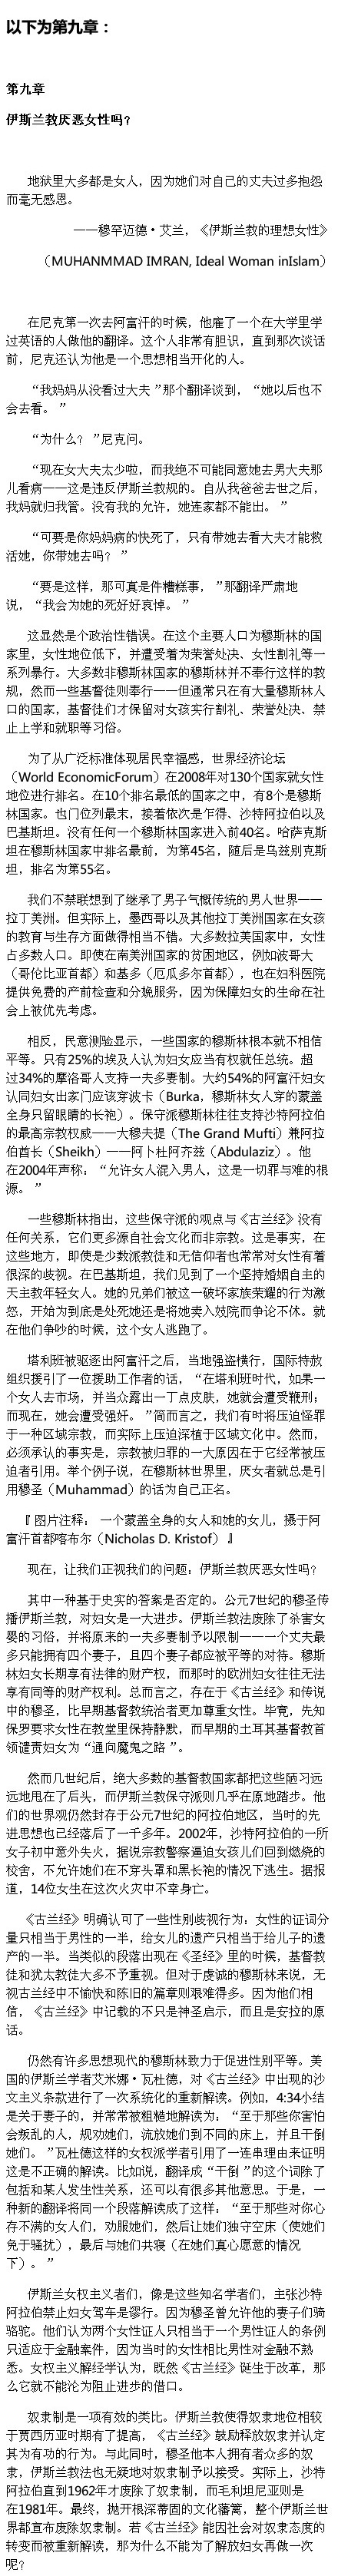 以下为第九章：
第九章
伊斯兰教厌恶女性吗？
地狱里大多都是女人，因为她们对自己的丈夫过多抱怨
而毫无感恩。
——穆罕迈德·艾兰，《伊斯兰教的理想女性》
（MUHANMMAD IMRAN, Ideal Woman inIslam）
在尼克第一次去阿富汗的时候，他雇了一个在大学里学
过英语的人做他的翻译。这个人非常有胆识，直到那次谈话
前，尼克还认为他是一个思想相当开化的人。
“我妈妈从没看过大夫”那个翻译谈到，“她以后也不
会去看。”
“为什么？”尼克问。
“现在女大夫太少啦，而我绝不可能同意她去男大夫那
儿看病——这是违反伊斯兰教规的。自从我爸爸去世之后，
我妈就归我管。没有我的允许，她连家都不能出。”
“可要是你妈妈病的快死了，只有带她去看大夫才能救
活她，你带她去吗？”
“要是这样，那可真是件糟糕事，”那翻译严肃地
说，“我会为她的死好好哀悼。”
这显然是个政治性错误。在这个主要人口为穆斯林的国
家里，女性地位低下，并遭受着为荣誉处决、女性割礼等一
系列暴行。大多数非穆斯林国家的穆斯林并不奉行这样的教
规，然而一些基督徒则奉行——但通常只在有大量穆斯林人
口的国家，基督徒们才保留对女孩实行割礼、荣誉处决、禁
止上学和就职等习俗。
为了从广泛标准体现居民幸福感，世界经济论坛
（World EconomicForum）在2008年对130个国家就女性
地位进行排名。在10个排名最低的国家之中，有8个是穆斯
林国家。也门位列最末，接着依次是乍得、沙特阿拉伯以及
巴基斯坦。没有任何一个穆斯林国家进入前40名。哈萨克斯
坦在穆斯林国家中排名最前，为第45名，随后是乌兹别克斯
坦，排名为第55名。
我们不禁联想到了继承了男子气慨传统的男人世界——
拉丁美洲。但实际上，墨西哥以及其他拉丁美洲国家在女孩
的教育与生存方面做得相当不错。大多数拉美国家中，女性
占多数人口。即使在南美洲国家的贫困地区，例如波哥大
（哥伦比亚首都）和基多（厄瓜多尔首都），也在妇科医院
提供免费的产前检查和分娩服务，因为保障妇女的生命在社
会上被优先考虑。
相反，民意测验显示，一些国家的穆斯林根本就不相信
平等。只有25%的埃及人认为妇女应当有权就任总统。超
过34%的摩洛哥人支持一夫多妻制。大约54%的阿富汗妇女
认同妇女出家门应该穿波卡（Burka，穆斯林女人穿的蒙盖
全身只留眼睛的长袍）。保守派穆斯林往往支持沙特阿拉伯
的最高宗教权威——大穆夫提（The Grand Mufti）兼阿拉
伯酋长（Sheikh）——阿卜杜阿齐兹（Abdulaziz）。他
在2004年声称：“允许女人混入男人，这是一切罪与难的根
源。”
一些穆斯林指出，这些保守派的观点与《古兰经》没有
任何关系，它们更多源自社会文化而非宗教。这是事实，在
这些地方，即使是少数派教徒和无信仰者也常常对女性有着
很深的歧视。在巴基斯坦，我们见到了一个坚持婚姻自主的
天主教年轻女人。她的兄弟们被这一破坏家族荣耀的行为激
怒，开始为到底是处死她还是将她卖入妓院而争论不休。就
在他们争吵的时候，这个女人逃跑了。
塔利班被驱逐出阿富汗之后，当地强盗横行，国际特赦
组织援引了一位援助工作者的话，“在塔利班时代，如果一
个女人去市场，并当众露出一丁点皮肤，她就会遭受鞭刑；
而现在，她会遭受强奸。”简而言之，我们有时将压迫怪罪
于一种区域宗教，而实际上压迫深植于区域文化中。然而，
必须承认的事实是，宗教被归罪的一大原因在于它经常被压
迫者引用。举个例子说，在穆斯林世界里，厌女者就总是引
用穆圣（Muhammad）的话为自己正名。
『图片注释：一个蒙盖全身的女人和她的女儿，摄于阿
富汗首都喀布尔（Nicholas D. Kristof）』
现在，让我们正视我们的问题：伊斯兰教厌恶女性吗？
其中一种基于史实的答案是否定的。公元7世纪的穆圣传
播伊斯兰教，对妇女是一大进步。伊斯兰教法废除了杀害女
婴的习俗，并将原来的一夫多妻制予以限制——一个丈夫最
多只能拥有四个妻子，且四个妻子都应被平等的对待。穆斯
林妇女长期享有法律的财产权，而那时的欧洲妇女往往无法
享有同等的财产权利。总而言之，存在于《古兰经》和传说
中的穆圣，比早期基督教统治者更加尊重女性。毕竟，先知
保罗要求女性在教堂里保持静默，而早期的土耳其基督教首
领谴责妇女为“通向魔鬼之路”。
然而几世纪后，绝大多数的基督教国家都把这些陋习远
远地甩在了后头，而伊斯兰教保守派则几乎在原地踏步。他
们的世界观仍然封存于公元7世纪的阿拉伯地区，当时的先
进思想也已经落后了一千多年。2002年，沙特阿拉伯的一所
女子初中意外失火，据说宗教警察逼迫女孩儿们回到燃烧的
校舍，不允许她们在不穿头罩和黑长袍的情况下逃生。据报
道，14位女生在这次火灾中不幸身亡。
《古兰经》明确认可了一些性别歧视行为：女性的证词分
量只相当于男性的一半，给女儿的遗产只相当于给儿子的遗
产的一半。当类似的段落出现在《圣经》里的时候，基督教
徒和犹太教徒大多不予重视。但对于虔诚的穆斯林来说，无
视古兰经中不愉快和陈旧的篇章则艰难得多。因为他们相
信，《古兰经》中记载的不只是神圣启示，而且是安拉的原
话。
仍然有许多思想现代的穆斯林致力于促进性别平等。美
国的伊斯兰学者艾米娜·瓦杜德，对《古兰经》中出现的沙
文主义条款进行了一次系统化的重新解读。例如，4:34小结
是关于妻子的，并常常被粗糙地解读为：“至于那些你害怕
会叛乱的人，规劝她们，流放她们到不同的床上，并且干倒
她们。”瓦杜德这样的女权派学者引用了一连串理由来证明
这是不正确的解读。比如说，翻译成“干倒”的这个词除了
包括和某人发生性关系，还可以有很多其他意思。于是，一
种新的翻译将同一个段落解读成了这样：“至于那些对你心
存不满的女人们，劝服她们，然后让她们独守空床（使她们
免于骚扰），最后与她们共寝（在她们真心愿意的情况
下）。”
伊斯兰女权主义者们，像是这些知名学者们，主张沙特
阿拉伯禁止妇女驾车是谬行。因为穆圣曾允许他的妻子们骑
骆驼。他们认为两个女性证人只相当于一个男性证人的条例
只适应于金融案件，因为当时的女性相比男性对金融不熟
悉。女权主义解经学认为，既然《古兰经》诞生于改革，那
么它就不能沦为阻止进步的借口。
奴隶制是一项有效的类比。伊斯兰教使得奴隶地位相较
于贾西历亚时期有了提高，《古兰经》鼓励释放奴隶并认定
其为有功的行为。与此同时，穆圣他本人拥有者众多的奴
隶，伊斯兰教法也无疑地对奴隶制予以接受。实际上，沙特
阿拉伯直到1962年才废除了奴隶制，而毛利坦尼亚则是
在1981年。最终，抛开根深蒂固的文化藩篱，整个伊斯兰世
界都宣布废除奴隶制。若《古兰经》能因社会对奴隶态度的
转变而被重新解读，那为什么不能为了解放妇女再做一次
呢？